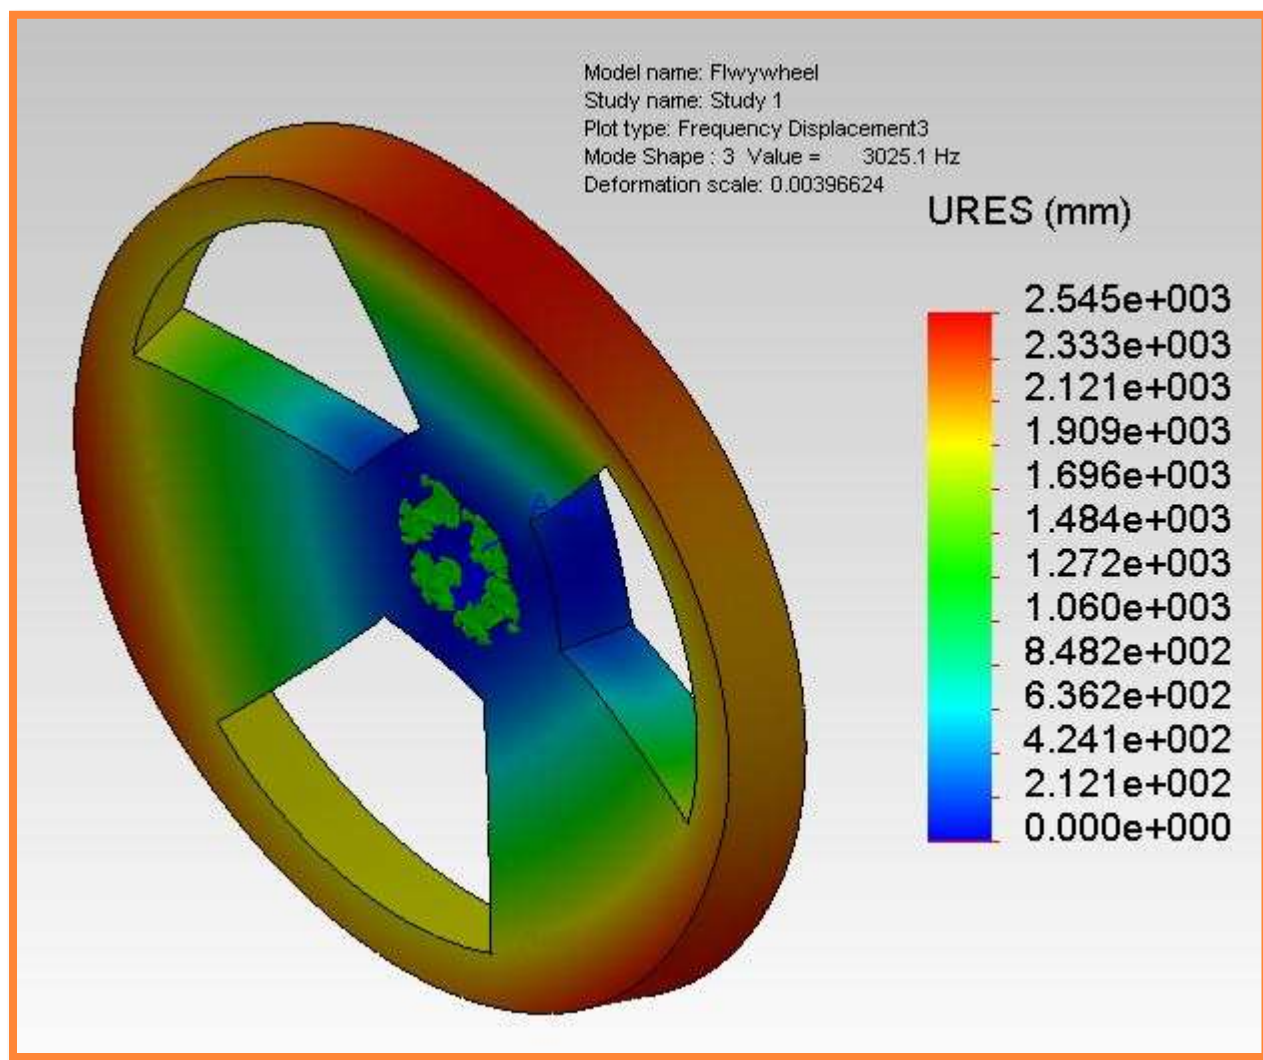 Model name: Flwywheel
Study name: Study 1
Plot type: Frequency Displacement3
Mode Shape : 3 Value = 3025.1 Hz
Deformation scale: 0.00396624
URES (mm)
2.545e+003
2.333e+003
2.121e+003
1.909e+003
1.696e+003
1.484e+003
1.272e+003
1.060e+003
8.482e+002
6.362e+002
4.241e+002
2.121e+002
0.000e+000